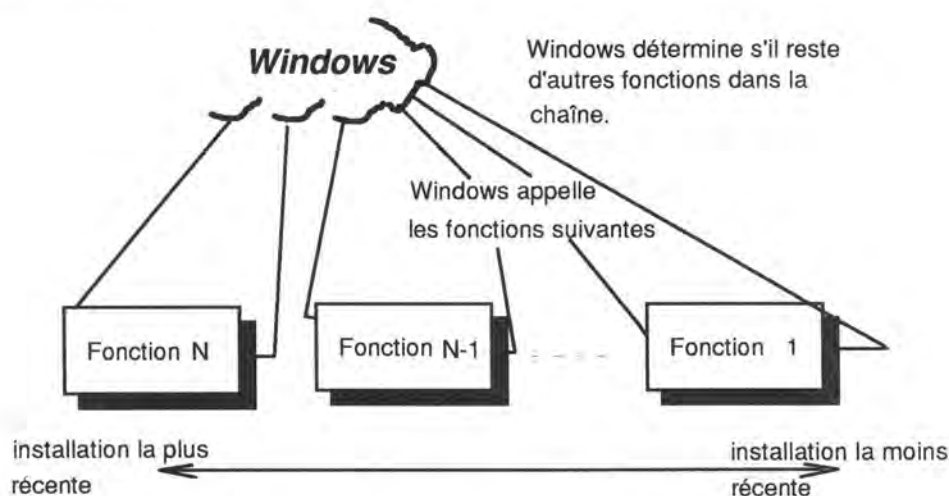 Windows
Windows détermine s'il reste
d'autres fonctions dans la
chaîne.
Windows appelle
les fonctions suivantes
Fonction N
Fonction N-1
Fonction 1
installation la plus
récente
installation la moins
récente